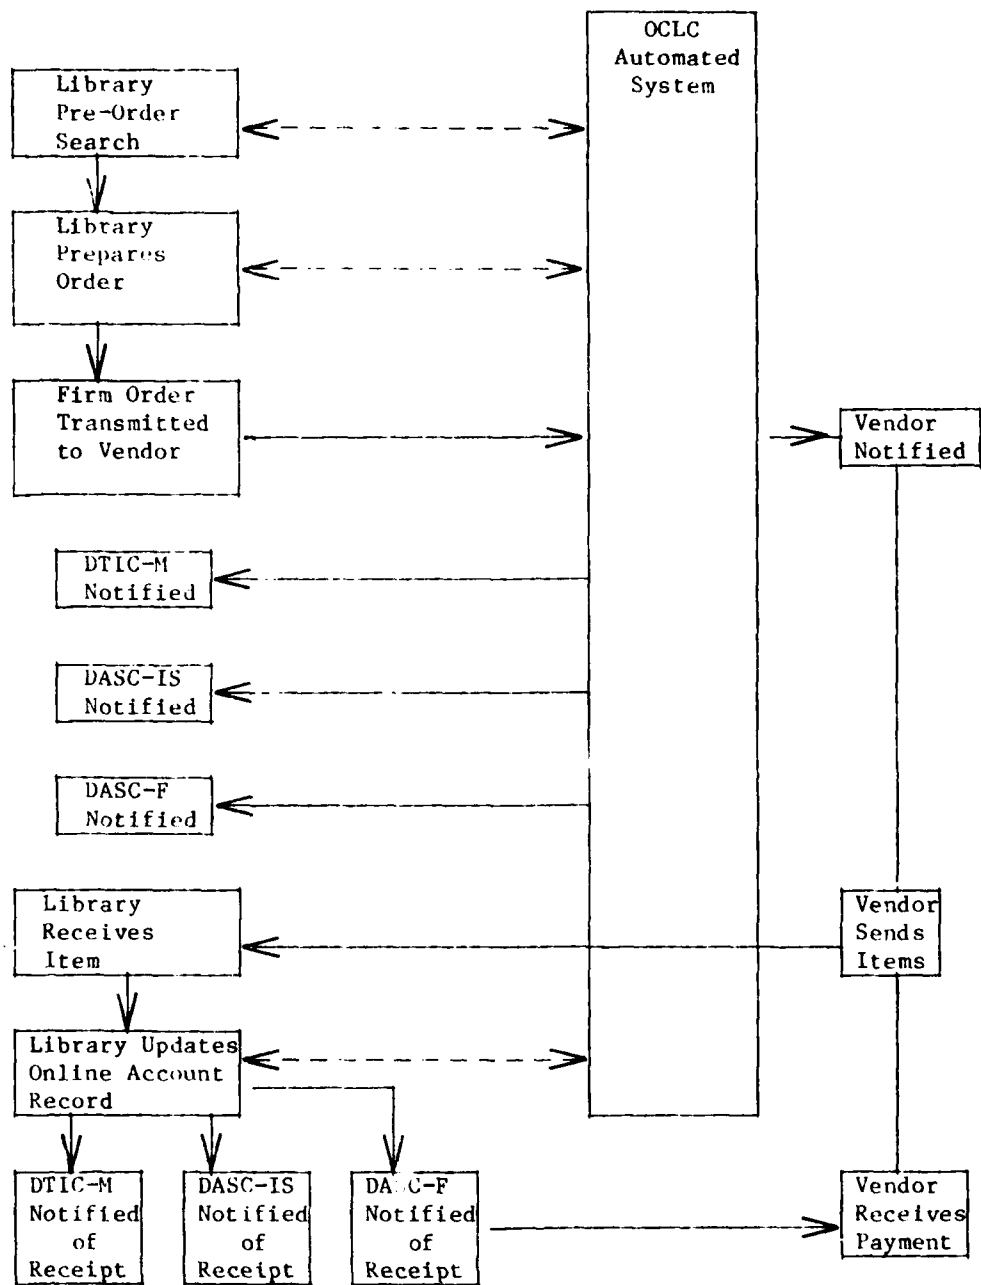 OCLC
Automated
System
Library
Pre-Order
Search
Library
Prepares
Order
Firm Order
Transmitted
to Vendor
Vendor
Notified
DTIC-M
Notified
DASC-IS
Notified
DASC-F
Notified
Library
Receives
Item
Vendor
Sends
Items
Library Updates
Online Account
Record
DTIC-M
Notified
of
Receipt
DASC-IS
Notified
of
Receipt
DASC-F
Notified
of
Receipt
Vendor
Receives
Payment